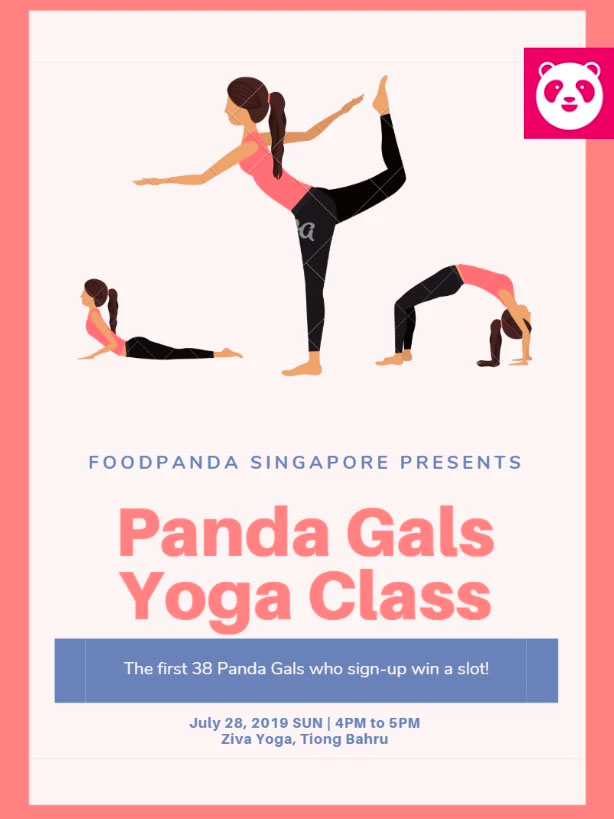 FOODPANDA SINGAPORE PRESENTS
Panda Gals
Yoga Class
The first 38 Panda Gals who sign-up win a slot!
July 28, 2019 SUN | 4PM to 5PM
Ziva Yoga, Tiong Bahru